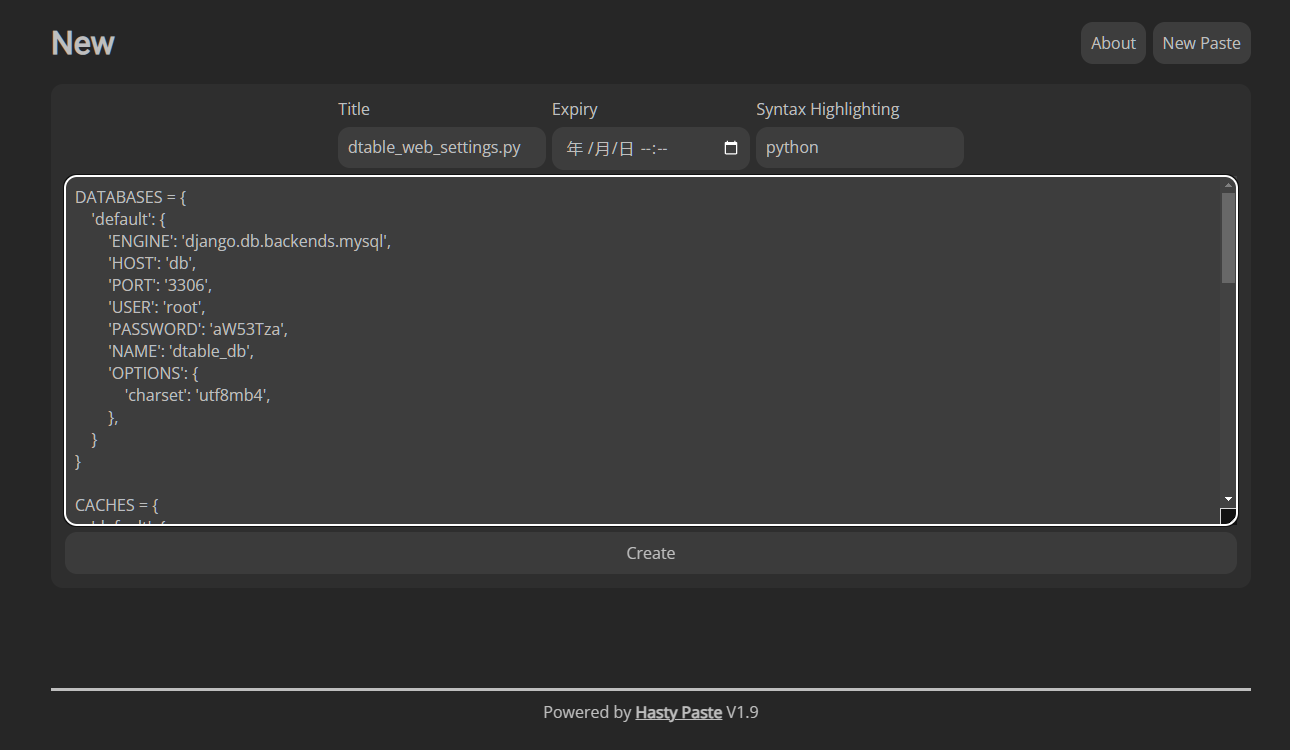 New
About
New Paste
Title
Expiry
Syntax Highlighting
dtable_web_settings.py
年 /月/日 --:--
python
DATABASES = {
    'default': {
        'ENGINE': 'django.db.backends.mysql',
        'HOST': 'db',
        'PORT': '3306',
        'USER': 'root',
        'PASSWORD': 'aW53Tza',
        'NAME': 'dtable_db',
        'OPTIONS': {
            'charset': 'utf8mb4',
        },
    }
}

CACHES = {
Create
Powered by Hasty Paste V1.9